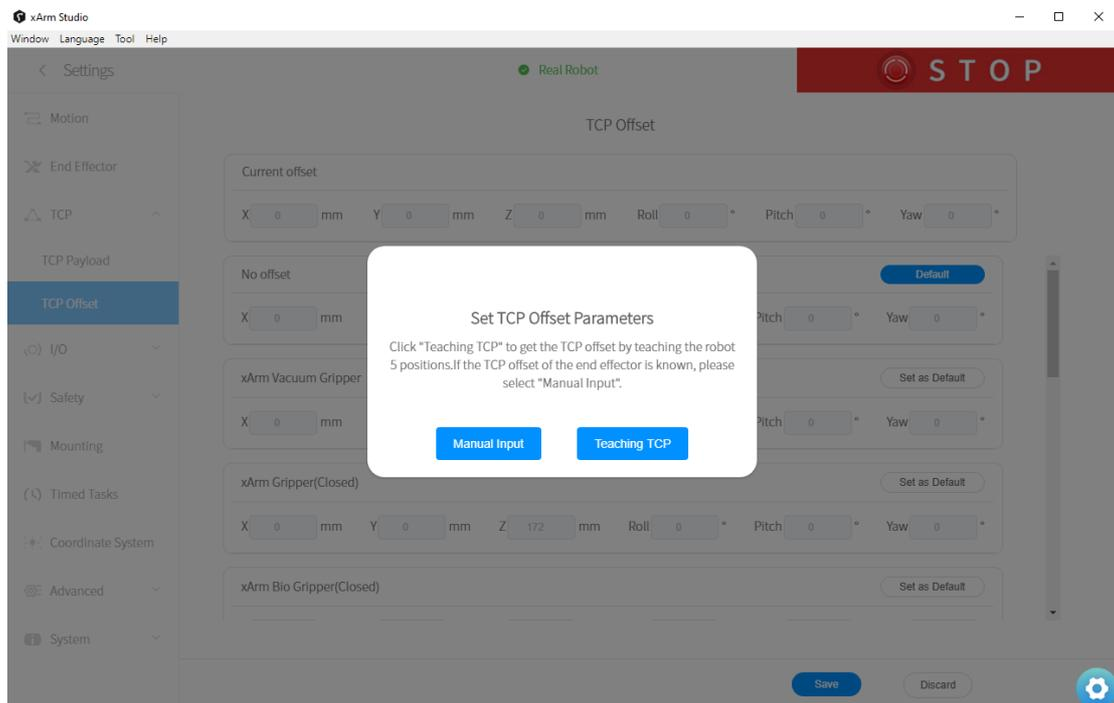 xArm Studio
Window Language Tool Help
Settings
Real Robot
STOP
Motion
End Effector
TCP
TCP Payload
TCP Offset
I/O
Safety
Mounting
Timed Tasks
Coordinate System
Advanced
System
TCP Offset
Current offset
X 0 mm Y 0 mm Z 0 mm Roll 0 ° Pitch 0 ° Yaw 0 °
No offset Default
X 0 mm Pitch 0 ° Yaw 0 °
xArm Vacuum Gripper Set as Default
X 0 mm Pitch 0 ° Yaw 0 °
xArm Gripper(Closed) Set as Default
X 0 mm Y 0 mm Z 172 mm Roll 0 ° Pitch 0 ° Yaw 0 °
xArm Bio Gripper(Closed) Set as Default
Set TCP Offset Parameters
Click "Teaching TCP" to get the TCP offset by teaching the robot
5 positions.If the TCP offset of the end effector is known, please
select "Manual Input".
Manual Input Teaching TCP
Save Discard